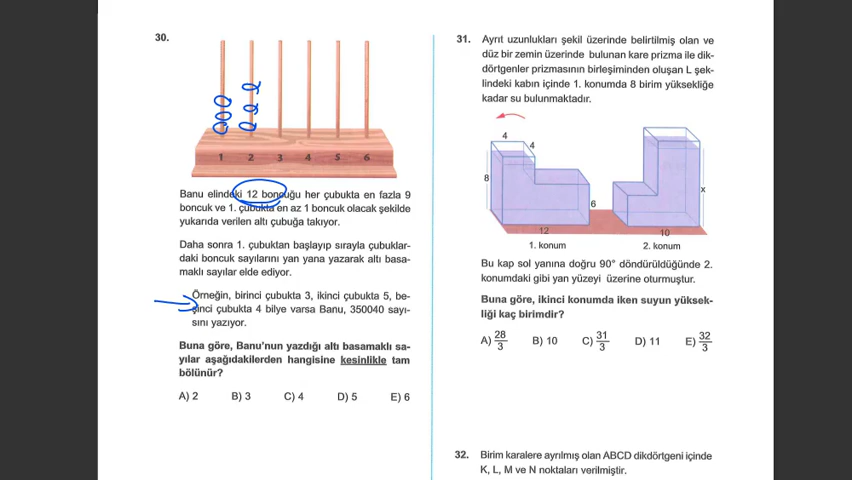 30.
1 2 3 4 5 6
Banu elindeki 12 boncuğu her çubukta en fazla 9
boncuk ve 1. çubukta en az 1 boncuk olacak şekilde
yukarıda verilen altı çubuğa takıyor.
Daha sonra 1. çubuktan başlayıp sırayla çubuklar-
daki boncuk sayılarını yan yana yazarak altı basa-
maklı sayılar elde ediyor.
Örneğin, birinci çubukta 3, ikinci çubukta 5, be-
şinci çubukta 4 bilye varsa Banu, 350040 sayı-
sını yazıyor.
Buna göre, Banu'nun yazdığı altı basamaklı sa-
yılar aşağıdakilerden hangisine kesinlikle tam
bölünür?
A) 2 B) 3 C) 4 D) 5 E) 6
31. Ayrıt uzunlukları şekil üzerinde belirtilmiş olan ve
düz bir zemin üzerinde bulunan kare prizma ile dik-
dörtgenler prizmasının birleşiminden oluşan L şek-
lindeki kabın içinde 1. konumda 8 birim yüksekliğe
kadar su bulunmaktadır.
4
4
8
6
x
12
10
1. konum 2. konum
Bu kap sol yanına doğru 90° döndürüldüğünde 2.
konumdaki gibi yan yüzeyi üzerine oturmuştur.
Buna göre, ikinci konumda iken suyun yüksek-
liği kaç birimdir?
A) 28/3 B) 10 C) 31/3 D) 11 E) 32/3
32. Birim karalere ayrılmış olan ABCD dikdörtgeni içinde
K, L, M ve N noktaları verilmiştir.